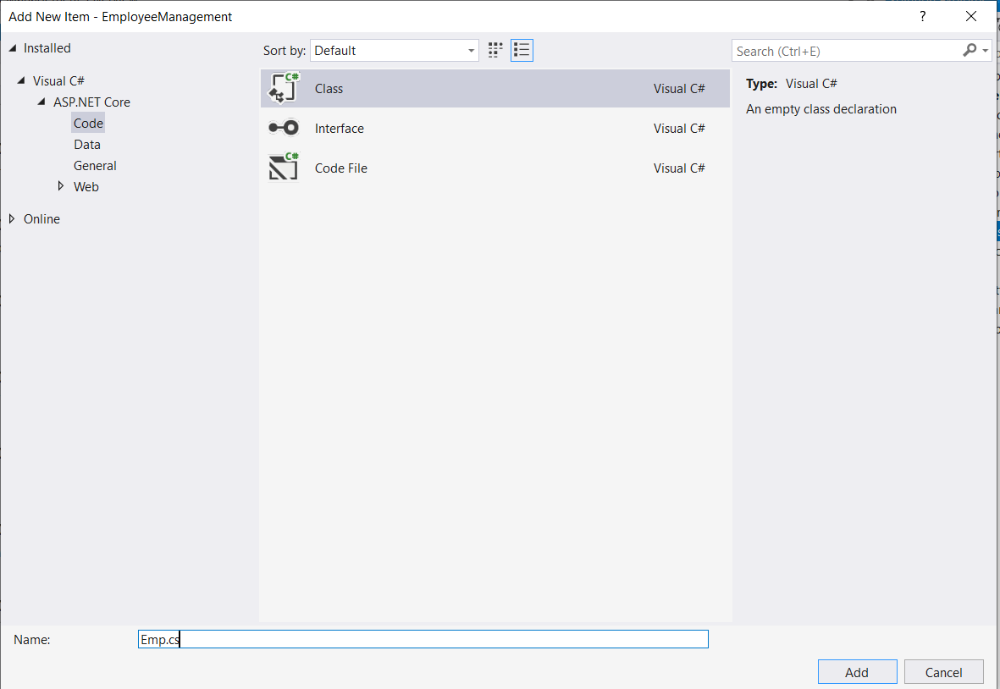 Add New Item - EmployeeManagement
?
Installed
Sort by: Default
Search (Ctrl+E)
Visual C#
ASP.NET Core
Code
Data
General
Web
Online
C# Class Visual C#
Interface Visual C#
C# Code File Visual C#
Type: Visual C#
An empty class declaration
Name: Emp.cs
Add Cancel